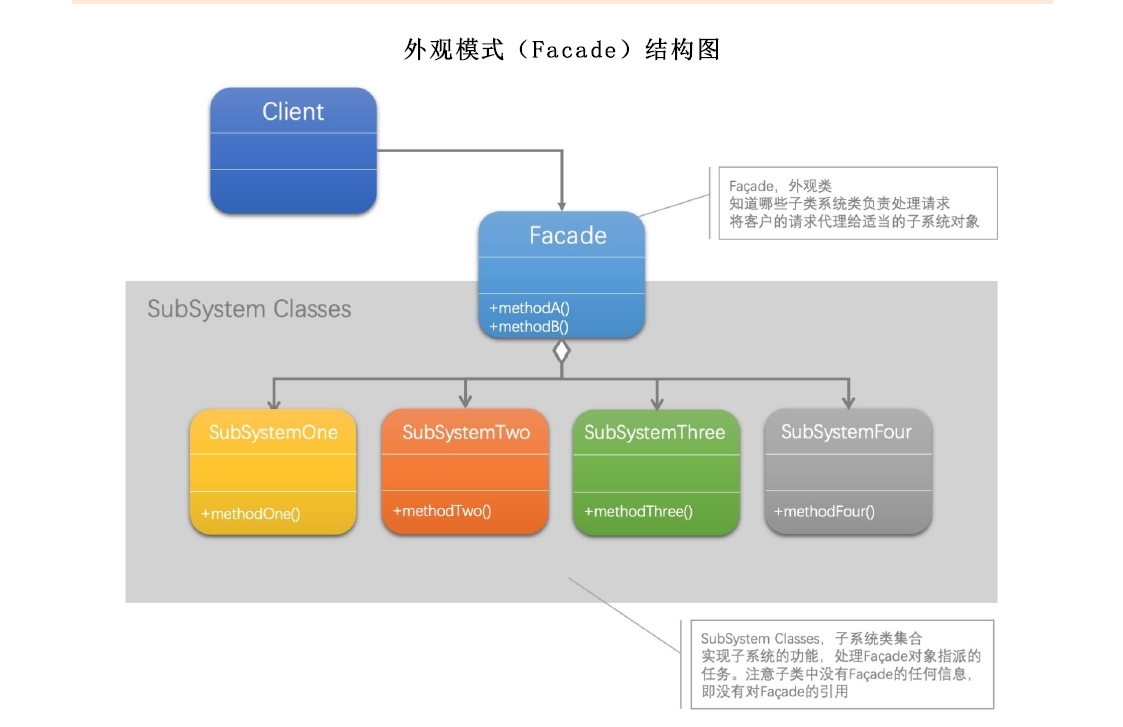 外观模式（Facade）结构图
Client
Façade，外观类
知道哪些子类系统类负责处理请求
将客户的请求代理给适当的子系统对象
Facade
+methodA()
+methodB()
SubSystem Classes
SubSystemOne
+methodOne()
SubSystemTwo
+methodTwo()
SubSystemThree
+methodThree()
SubSystemFour
+methodFour()
SubSystem Classes，子系统类集合
实现子系统的功能，处理Façade对象指派的
任务。注意子类中没有Façade的任何信息，
即没有对Façade的引用